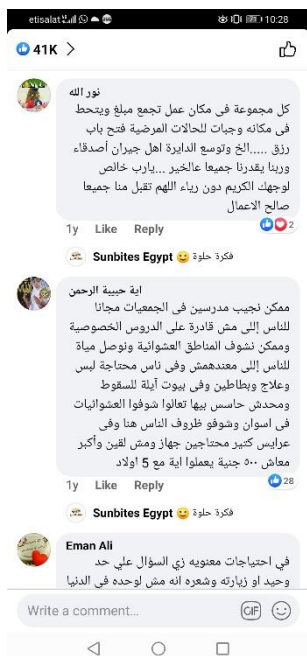 etisalat 10:28
41K >
نور الله
كل مجموعة فى مكان عمل تجمع مبلغ ويتحط
فى مكانه وجبات للحالات المرضية فتح باب
رزق .....الخ وتوسع الدايرة اهل جيران أصدقاء
وربنا يقدرنا جميعا عالخير ...يارب خالص
لوجهك الكريم دون رياء اللهم تقبل منا جميعا
صالح الاعمال
1y Like Reply 2
Sunbites Egypt فكرة حلوة
اية حبيبة الرحمن
ممكن نجيب مدرسين فى الجمعيات مجانا
للناس إللى مش قادرة على الدروس الخصوصية
وممكن نشوف المناطق العشوائية ونوصل مياة
للناس إللى معندهمش وفى ناس محتاجة لبس
وعلاج وبطاطين وفى بيوت آيلة للسقوط
ومحدش حاسس بيها تعالوا شوفوا العشوائيات
فى اسوان وشوفو ظروف الناس هنا وفى
عرايس كتير محتاجين جهاز ومش لقين وأكبر
معاش ٥٠٠ جنية يعملوا اية مع 5 اولاد
1y Like Reply 28
Sunbites Egypt فكرة حلوة
Eman Ali
في احتياجات معنويه زي السؤال علي حد
وحيد او زيارته وشعره انه مش لوحده في الدنيا
Write a comment...
GIF